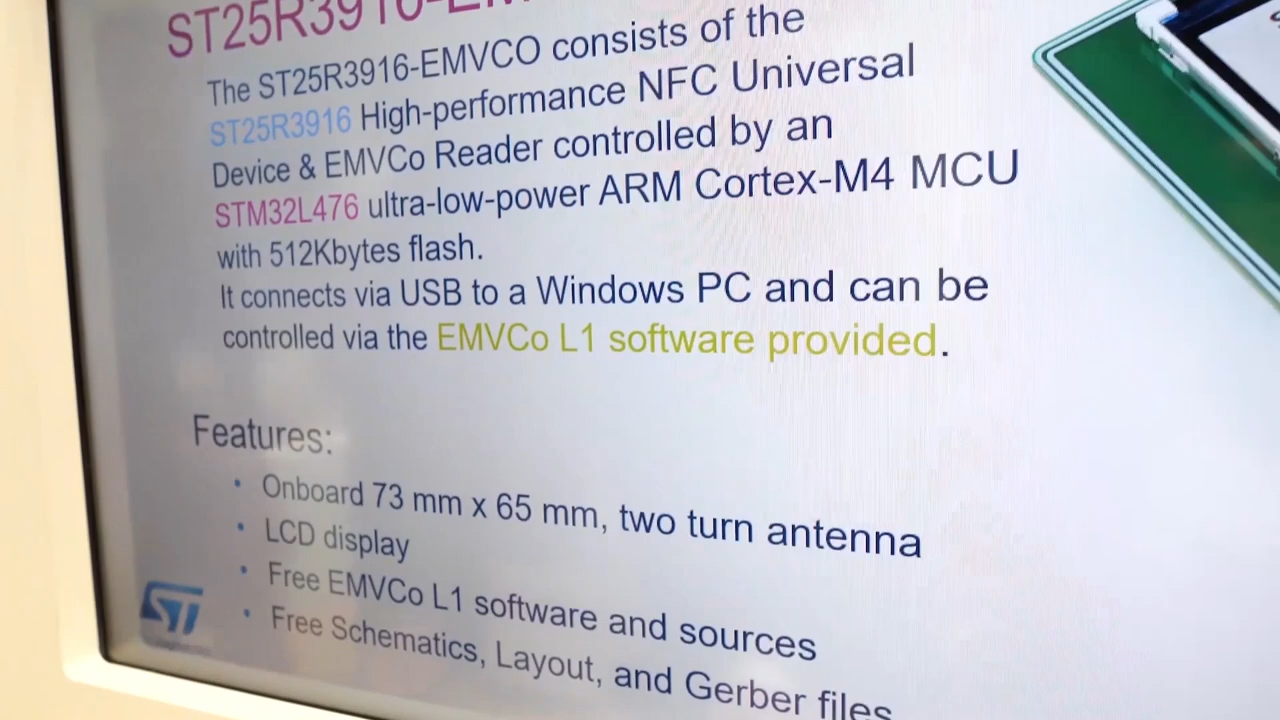 ST25R3916-EM
The ST25R3916-EMVCO consists of the
ST25R3916 High-performance NFC Universal
Device & EMVCo Reader controlled by an
STM32L476 ultra-low-power ARM Cortex-M4 MCU
with 512Kbytes flash.
It connects via USB to a Windows PC and can be
controlled via the EMVCo L1 software provided.
Features:
• Onboard 73 mm x 65 mm, two turn antenna
• LCD display
• Free EMVCo L1 software and sources
• Free Schematics, Layout, and Gerber files
ST